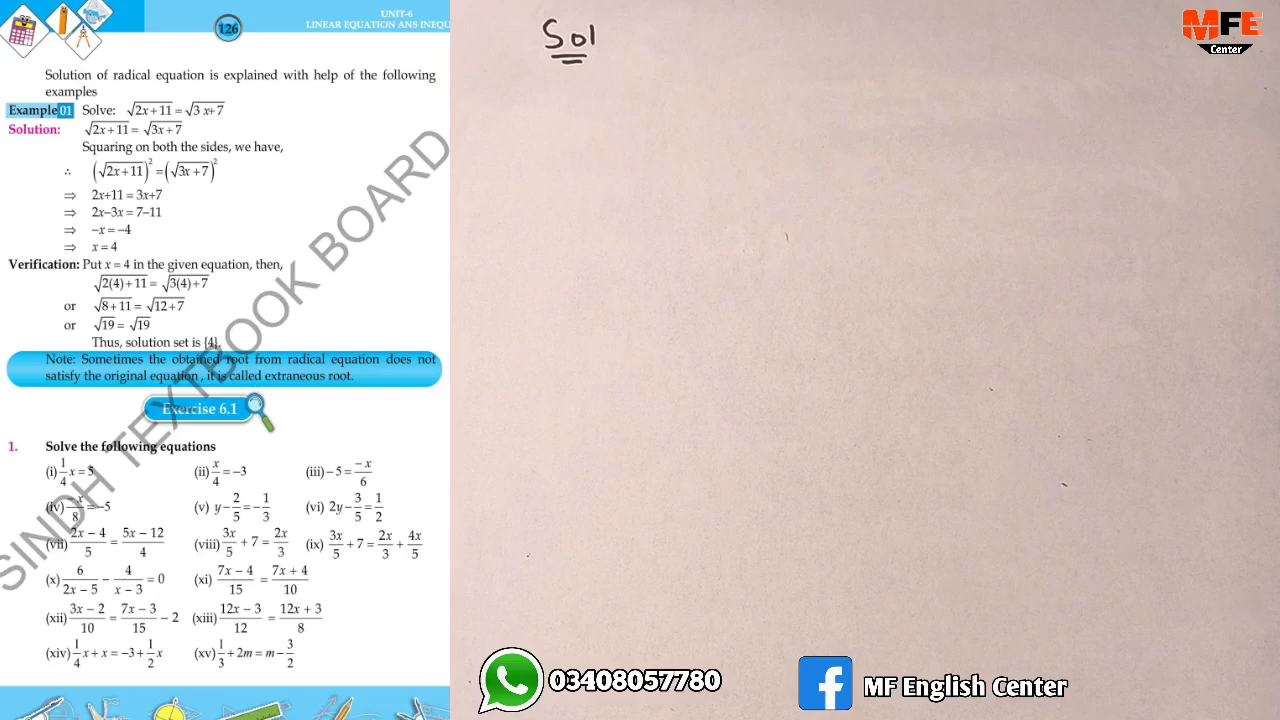 126
UNIT-6
LINEAR EQUATION ANS INEQU
Solution of radical equation is explained with help of the following
examples
Example 01 Solve: √(2x+11) = √(3x+7)
Solution: √(2x+11) = √(3x+7)
Squaring on both the sides, we have,
∴ (√(2x+11))² = (√(3x+7))²
⇒ 2x+11 = 3x+7
⇒ 2x−3x = 7−11
⇒ −x = −4
⇒ x = 4
Verification: Put x = 4 in the given equation, then,
√(2(4)+11) = √(3(4)+7)
or √(8+11) = √(12+7)
or √19 = √19
Thus, solution set is {4}.
Note: Sometimes the obtained root from radical equation does not
satisfy the original equation , it is called extraneous root.
Exercise 6.1
1. Solve the following equations
(i) 1/4 x = 5 (ii) x/4 = −3 (iii) −5 = −x/6
(iv) −x/8 = −5 (v) y − 2/5 = −1/3 (vi) 2y − 3/5 = 1/2
(vii) (2x−4)/5 = (5x−12)/4 (viii) 3x/5 + 7 = 2x/3 (ix) 3x/5 + 7 = 2x/3 + 4x/5
(x) 6/(2x−5) − 4/(x−3) = 0 (xi) (7x−4)/15 = (7x+4)/10
(xii) (3x−2)/10 = (7x−3)/15 − 2 (xiii) (12x−3)/12 = (12x+3)/8
(xiv) 1/4 x + x = −3 + 1/2 x (xv) 1/3 + 2m = m − 3/2
SINDH TEXTBOOK BOARD
Sol
MFE
Center
03408057780
MF English Center